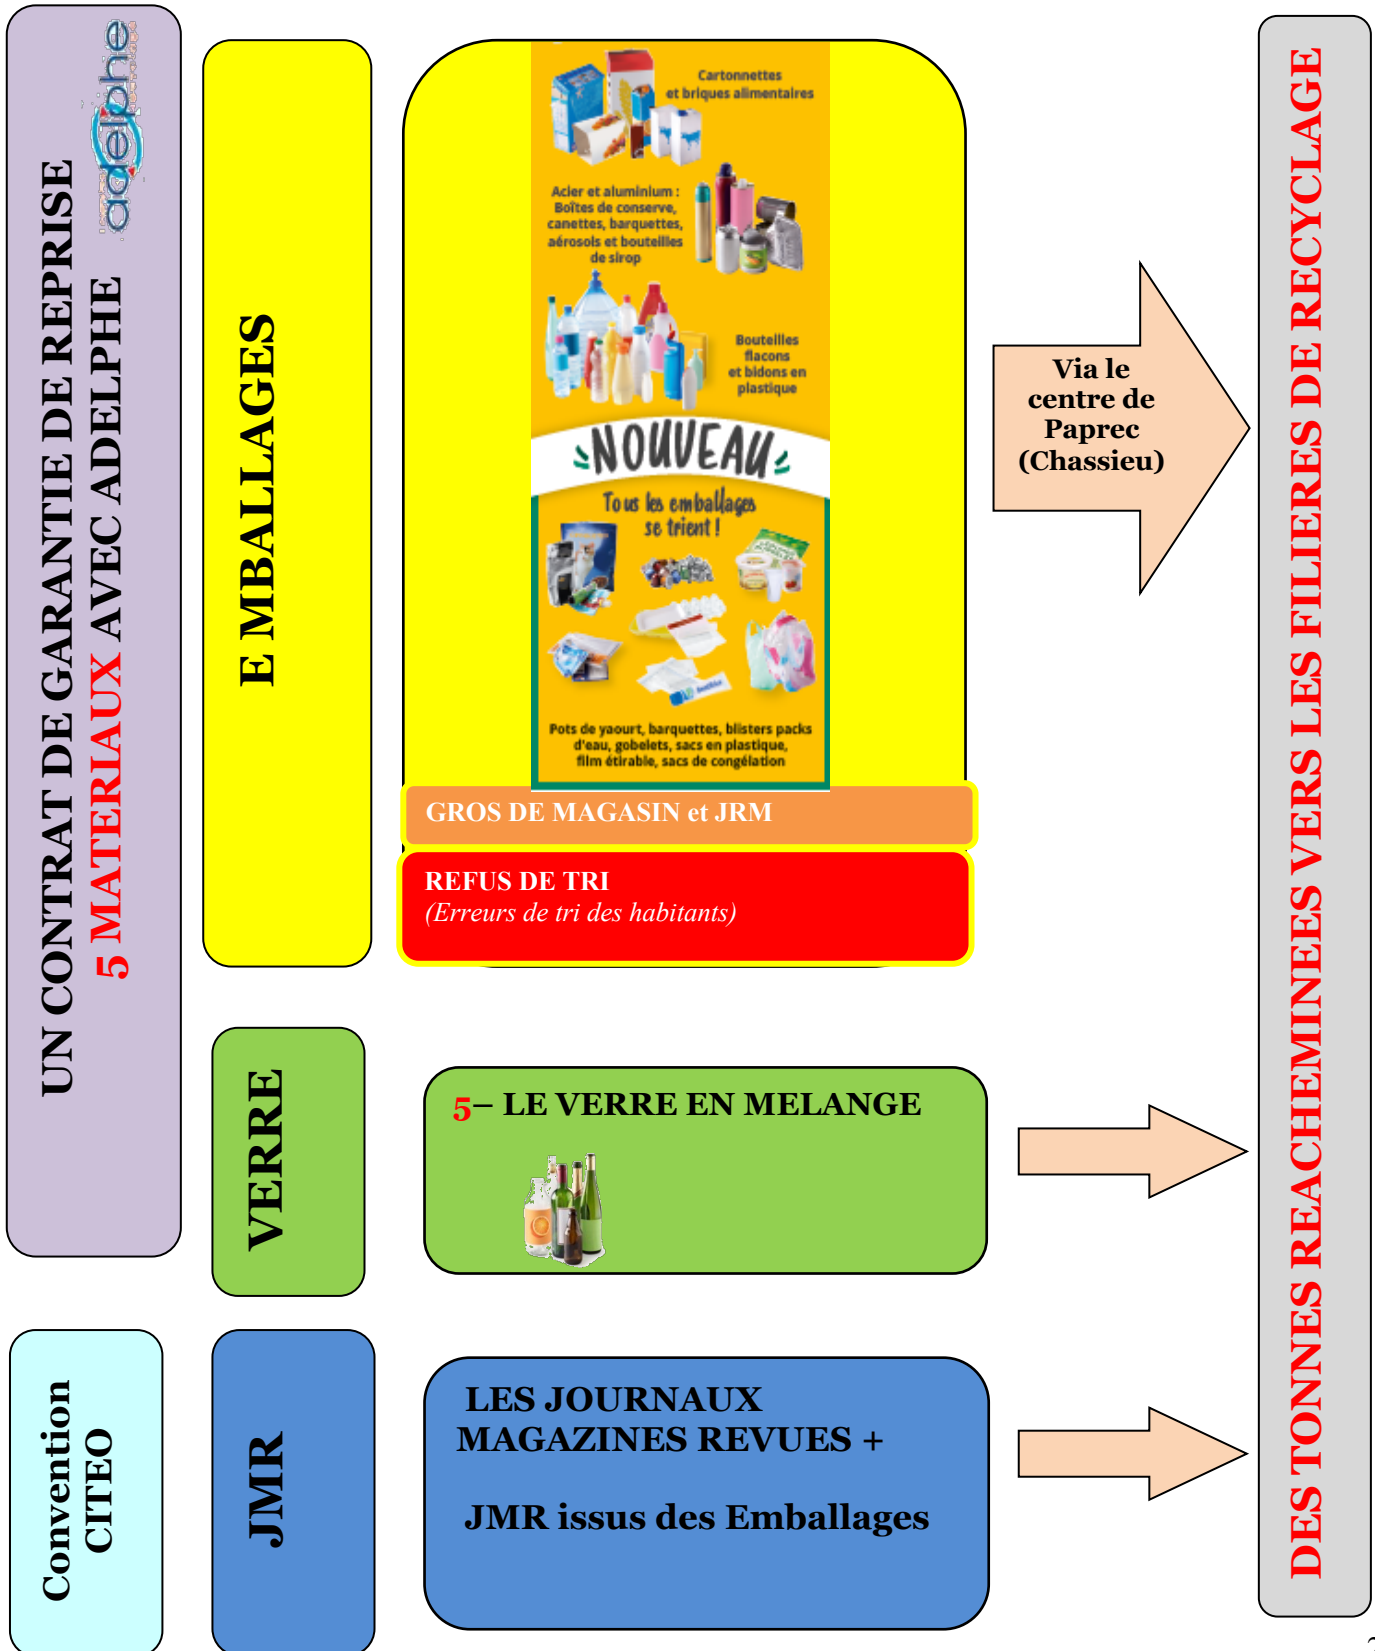 UN CONTRAT DE GARANTIE DE REPRISE
5 MATERIAUX AVEC ADELPHE
adelphe
E MBALLAGES
Cartonnettes
et briques alimentaires
Acier et aluminium :
Boîtes de conserve,
canettes, barquettes,
aérosols et bouteilles
de sirop
Bouteilles
flacons
et bidons en
plastique
NOUVEAU
Tous les emballages
se trient !
Pots de yaourt, barquettes, blisters packs
d'eau, gobelets, sacs en plastique,
film étirable, sacs de congélation
GROS DE MAGASIN et JRM
REFUS DE TRI
(Erreurs de tri des habitants)
Via le
centre de
Paprec
(Chassieu)
VERRE
5– LE VERRE EN MELANGE
Convention
CITEO
JMR
LES JOURNAUX
MAGAZINES REVUES +
JMR issus des Emballages
DES TONNES REACHEMINEES VERS LES FILIERES DE RECYCLAGE